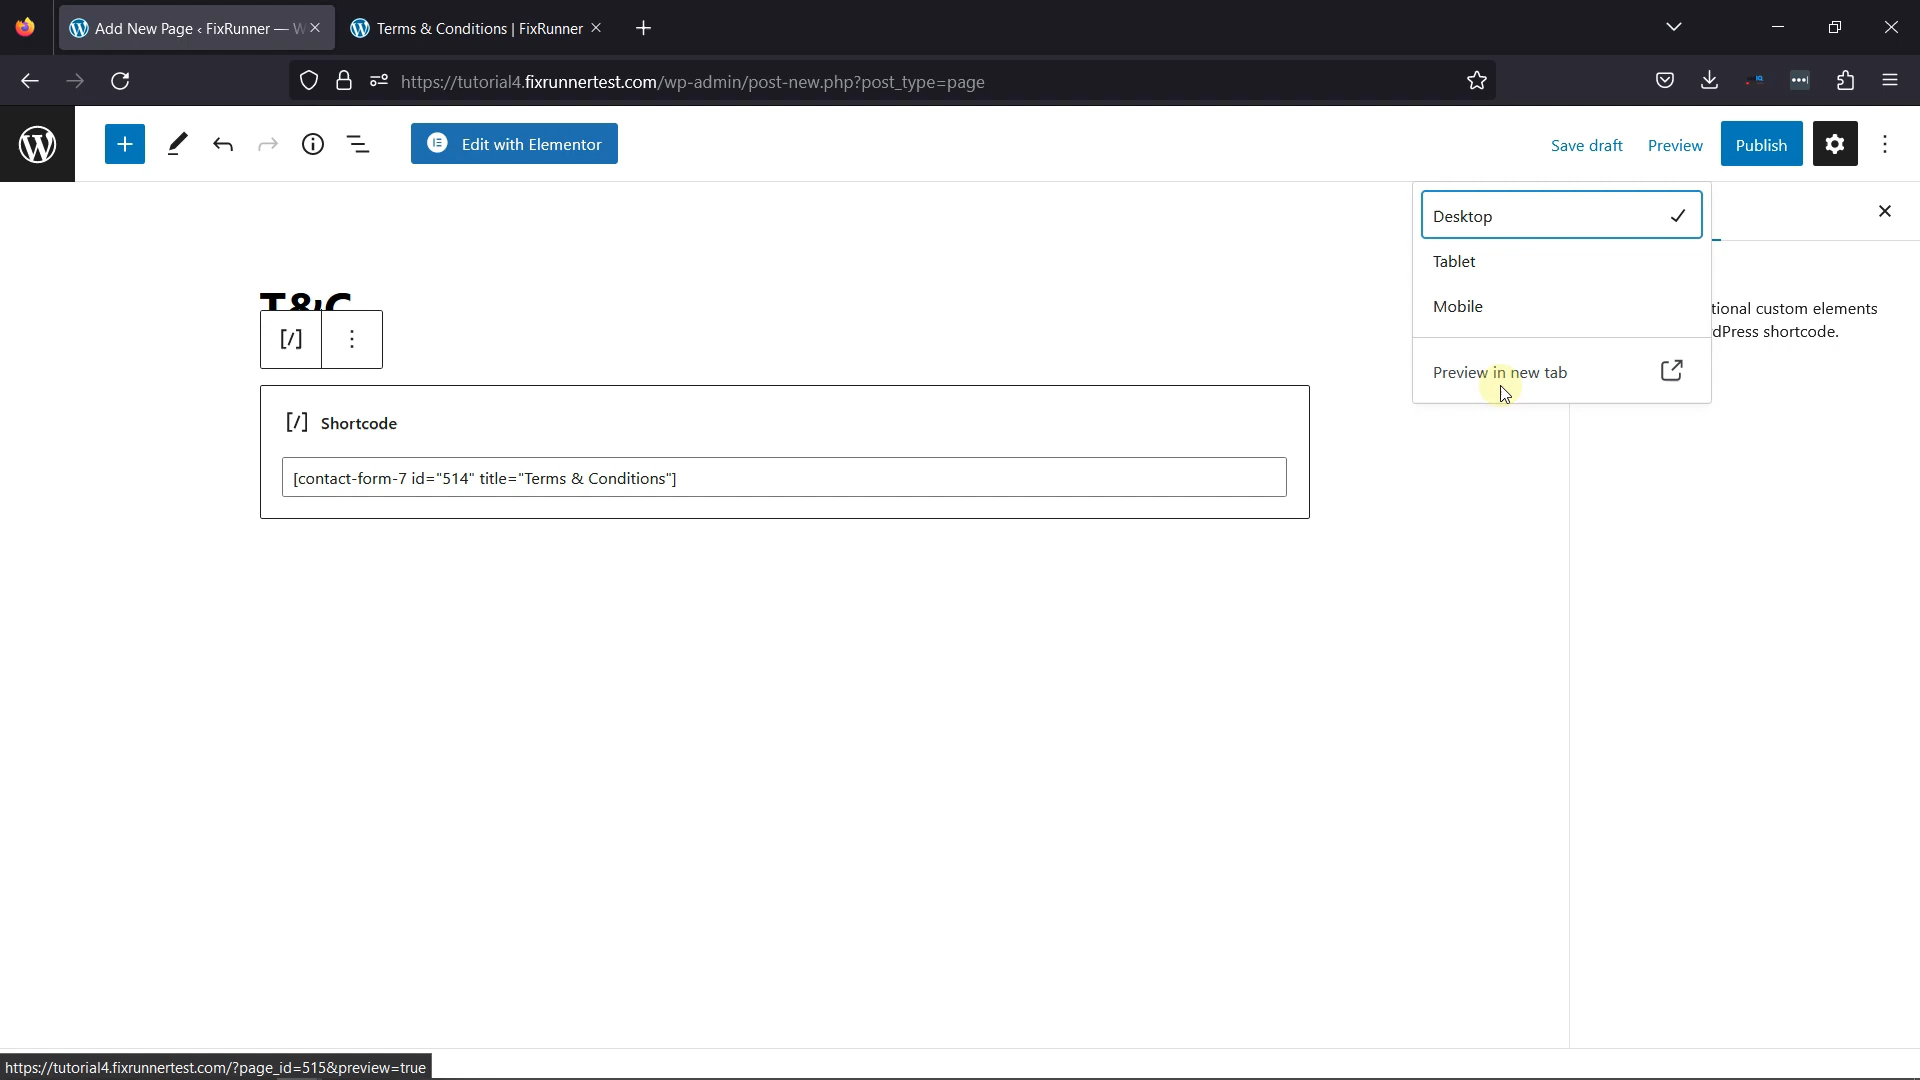 Add New Page ‹ FixRunner — W
Terms & Conditions | FixRunner
https://tutorial4.fixrunnertest.com/wp-admin/post-new.php?post_type=page
Edit with Elementor
Save draft
Preview
Publish
Desktop
Tablet
Mobile
Preview in new tab
tional custom elements
dPress shortcode.
T&C
[/]
[/] Shortcode
[contact-form-7 id="514" title="Terms & Conditions"]
https://tutorial4.fixrunnertest.com/?page_id=515&preview=true